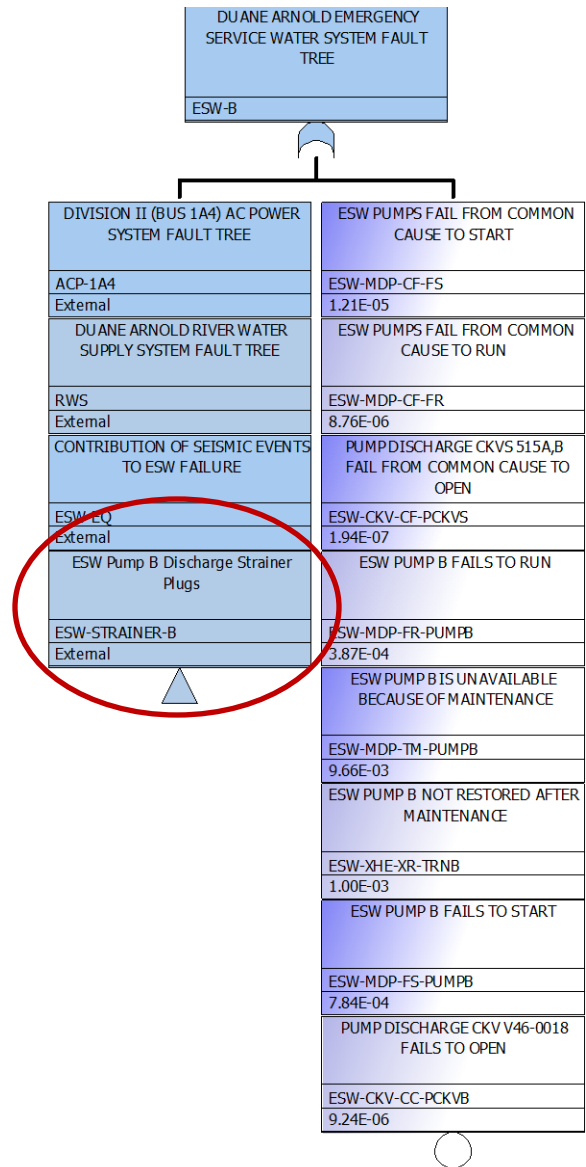 DUANE ARNOLD EMERGENCY
SERVICE WATER SYSTEM FAULT
TREE
ESW-B
DIVISION II (BUS 1A4) AC POWER
SYSTEM FAULT TREE
ACP-1A4
External
DUANE ARNOLD RIVER WATER
SUPPLY SYSTEM FAULT TREE
RWS
External
CONTRIBUTION OF SEISMIC EVENTS
TO ESW FAILURE
ESW-EQ
External
ESW Pump B Discharge Strainer
Plugs
ESW-STRAINER-B
External
ESW PUMPS FAIL FROM COMMON
CAUSE TO START
ESW-MDP-CF-FS
1.21E-05
ESW PUMPS FAIL FROM COMMON
CAUSE TO RUN
ESW-MDP-CF-FR
8.76E-06
PUMP DISCHARGE CKVS 515A,B
FAIL FROM COMMON CAUSE TO
OPEN
ESW-CKV-CF-PCKVS
1.94E-07
ESW PUMP B FAILS TO RUN
ESW-MDP-FR-PUMPB
3.87E-04
ESW PUMP B IS UNAVAILABLE
BECAUSE OF MAINTENANCE
ESW-MDP-TM-PUMPB
9.66E-03
ESW PUMP B NOT RESTORED AFTER
MAINTENANCE
ESW-XHE-XR-TRNB
1.00E-03
ESW PUMP B FAILS TO START
ESW-MDP-FS-PUMPB
7.84E-04
PUMP DISCHARGE CKV V46-0018
FAILS TO OPEN
ESW-CKV-CC-PCKVB
9.24E-06